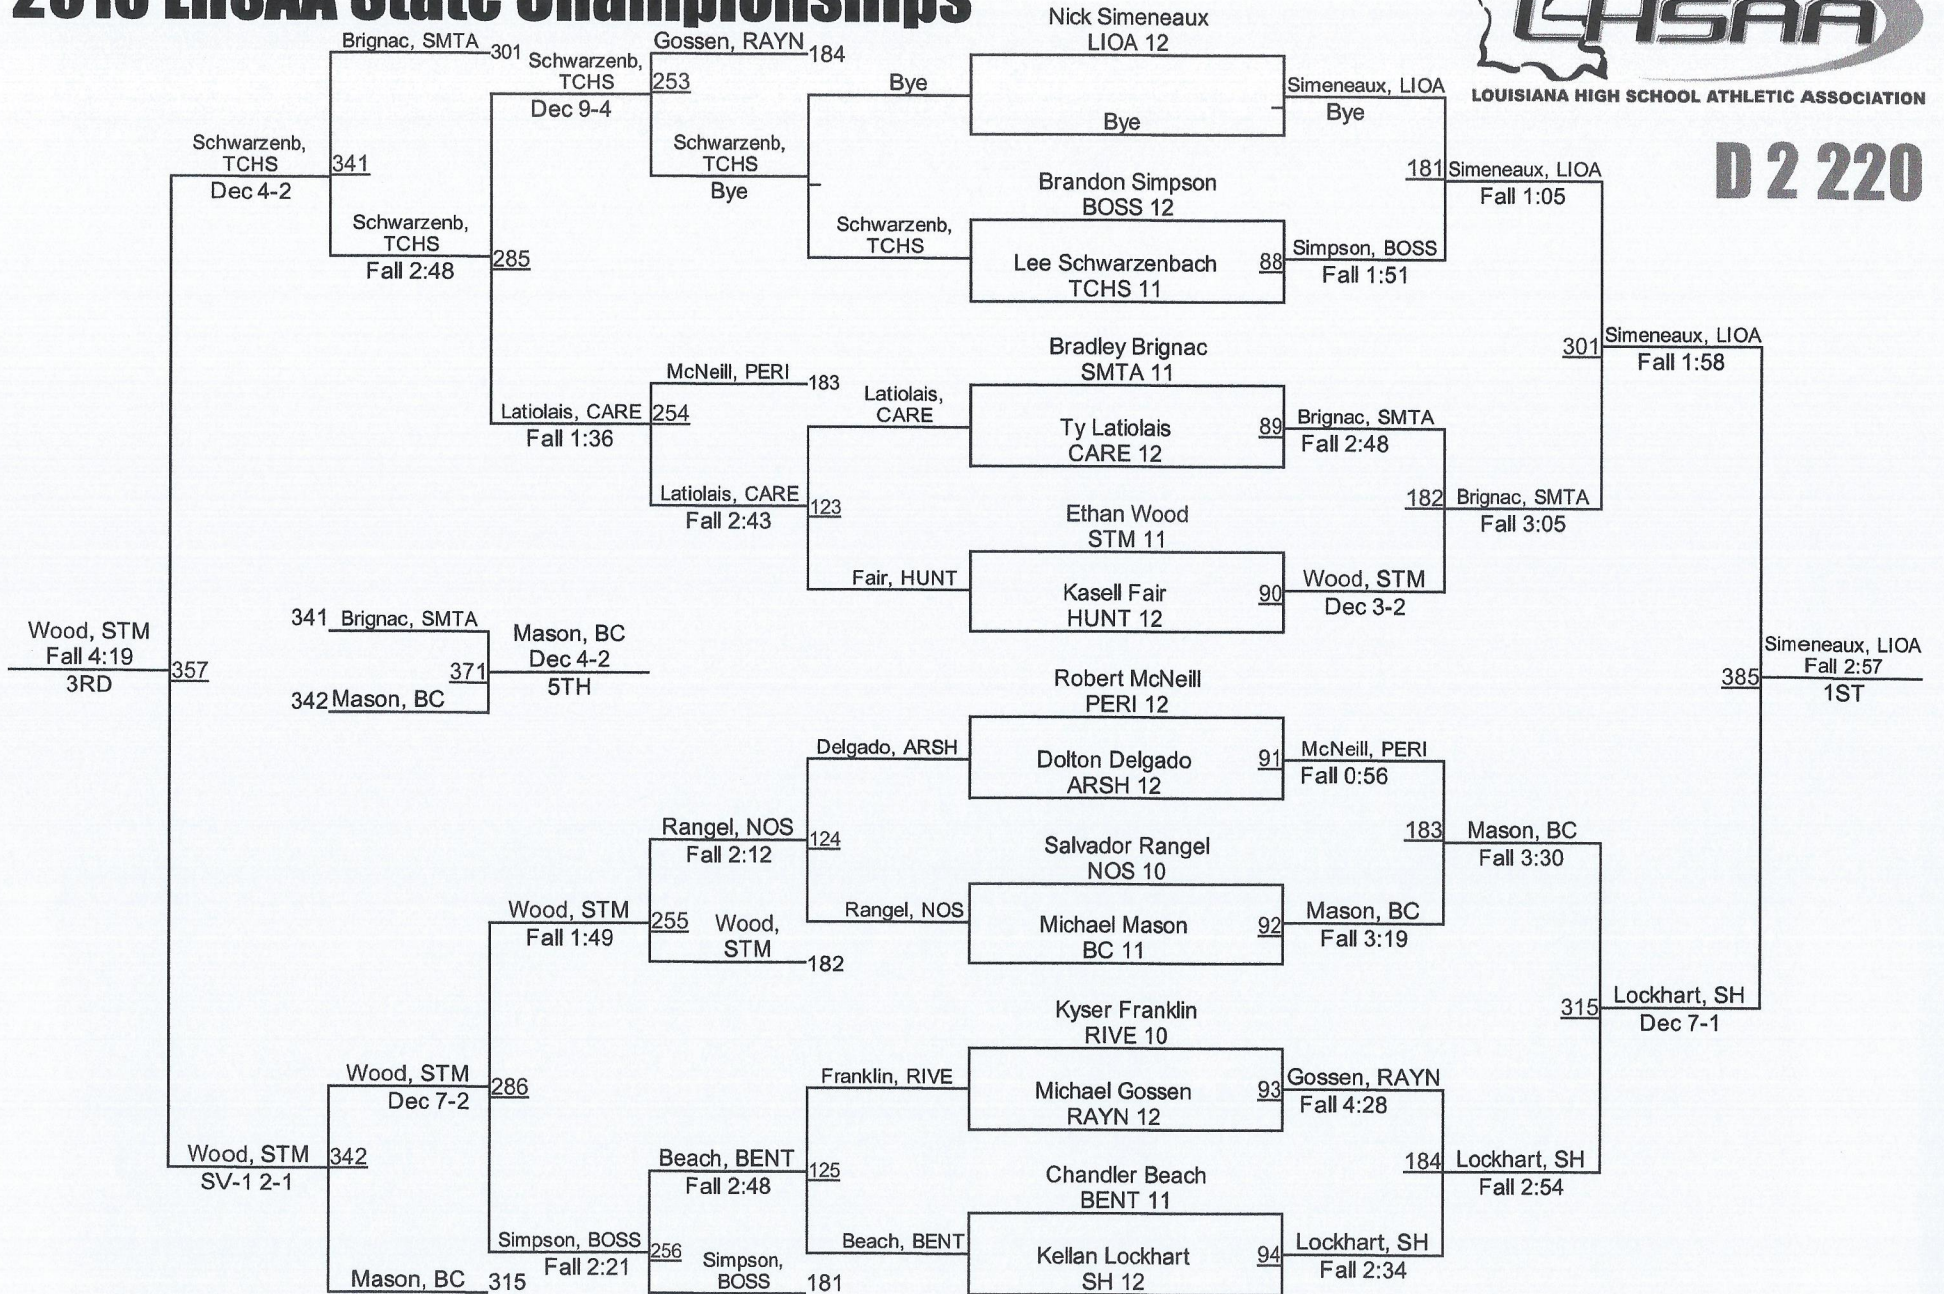 2016 LHSAA State Championships
LHSAA
LOUISIANA HIGH SCHOOL ATHLETIC ASSOCIATION
D 2 220
Wood, STM
Fall 4:19
3RD
357
Schwarzenb,
TCHS
Dec 4-2
341
Wood, STM
SV-1 2-1
342
Brignac, SMTA
301
Schwarzenb,
TCHS
Fall 2:48
285
341 Brignac, SMTA
342 Mason, BC
371
Mason, BC
Dec 4-2
5TH
Wood, STM
Dec 7-2
286
Mason, BC 315
Schwarzenb,
TCHS
Dec 9-4
253
Latiolais, CARE
Fall 1:36
254
Wood, STM
Fall 1:49
255
Simpson, BOSS
Fall 2:21
256
Gossen, RAYN 184
Schwarzenb,
TCHS
Bye
McNeill, PERI 183
Latiolais, CARE
Fall 2:43
123
Rangel, NOS
Fall 2:12
124
Wood,
STM
182
Beach, BENT
Fall 2:48
125
Simpson,
BOSS
181
Bye
Schwarzenb,
TCHS
Latiolais,
CARE
Fair, HUNT
Delgado, ARSH
Rangel, NOS
Franklin, RIVE
Beach, BENT
Nick Simeneaux
LIOA 12
Bye
Brandon Simpson
BOSS 12
Lee Schwarzenbach
TCHS 11
88
Bradley Brignac
SMTA 11
Ty Latiolais
CARE 12
89
Ethan Wood
STM 11
Kasell Fair
HUNT 12
90
Robert McNeill
PERI 12
Dolton Delgado
ARSH 12
91
Salvador Rangel
NOS 10
Michael Mason
BC 11
92
Kyser Franklin
RIVE 10
Michael Gossen
RAYN 12
93
Chandler Beach
BENT 11
Kellan Lockhart
SH 12
94
Simeneaux, LIOA
Bye
Simpson, BOSS
Fall 1:51
Brignac, SMTA
Fall 2:48
Wood, STM
Dec 3-2
McNeill, PERI
Fall 0:56
Mason, BC
Fall 3:19
Gossen, RAYN
Fall 4:28
Lockhart, SH
Fall 2:34
181 Simeneaux, LIOA
Fall 1:05
182 Brignac, SMTA
Fall 3:05
183 Mason, BC
Fall 3:30
184 Lockhart, SH
Fall 2:54
301 Simeneaux, LIOA
Fall 1:58
315 Lockhart, SH
Dec 7-1
385
Simeneaux, LIOA
Fall 2:57
1ST